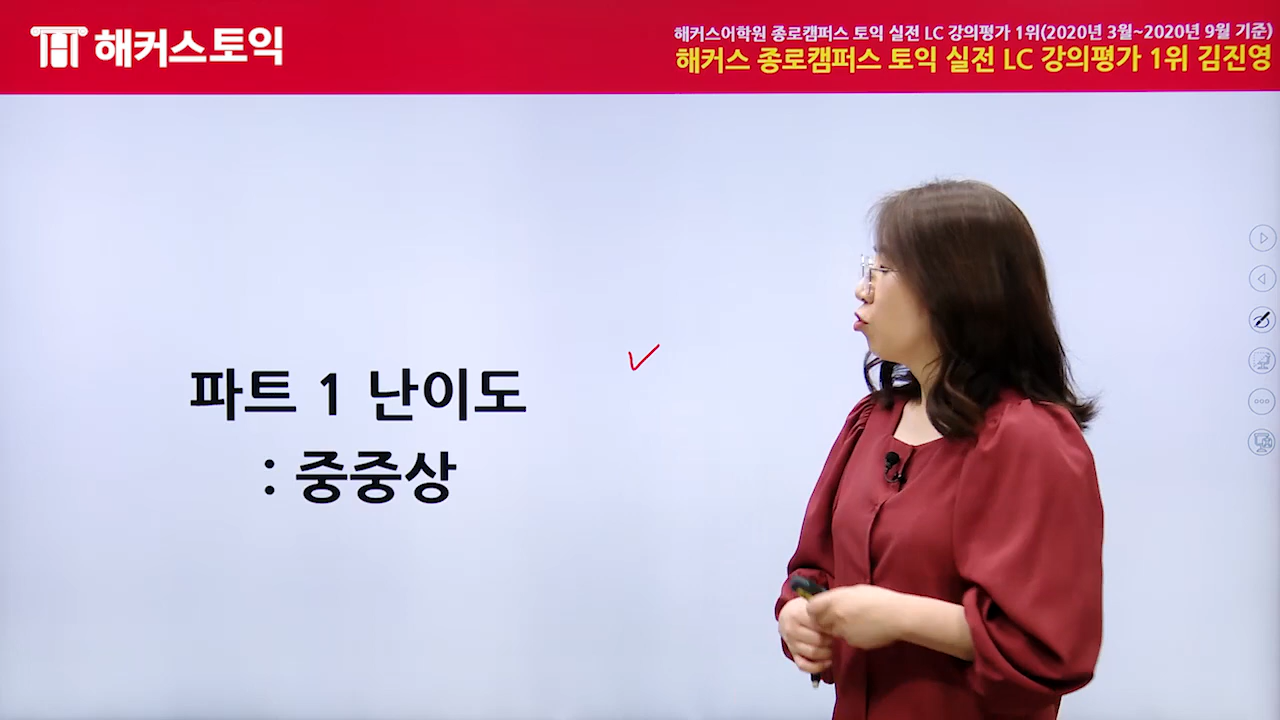 해커스토익
해커스어학원 종로캠퍼스 토익 실전 LC 강의평가 1위(2020년 3월~2020년 9월 기준)
해커스 종로캠퍼스 토익 실전 LC 강의평가 1위 김진영
파트 1 난이도
: 중중상